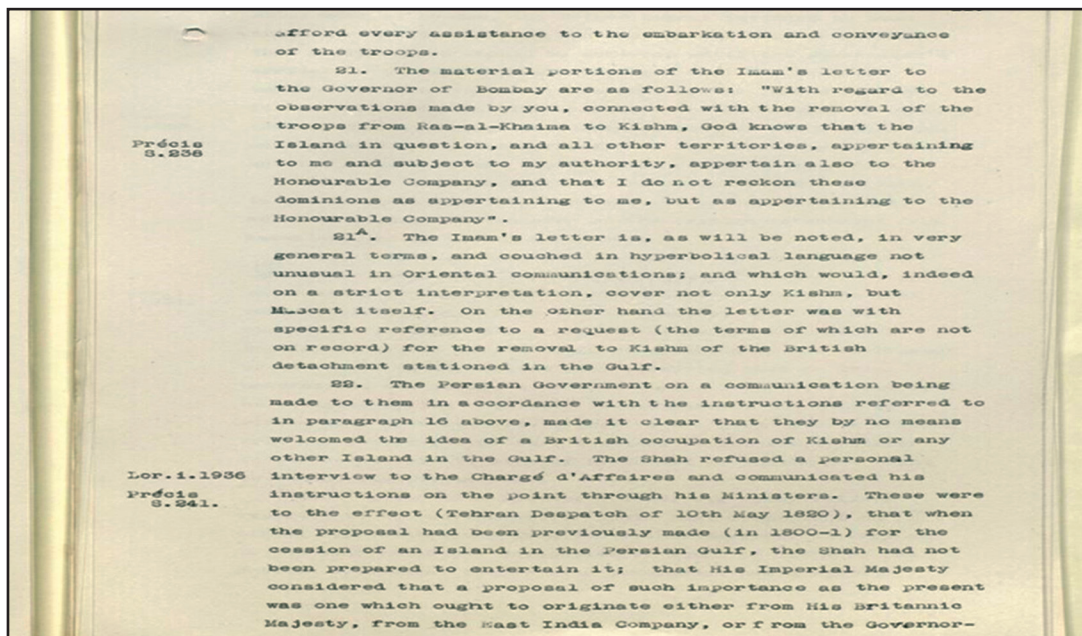 afford every assistance to the embarkation and conveyance
of the troops.
21. The material portions of the Imam's letter to
the Governor of Bombay are as follows: "With regard to the
observations made by you, connected with the removal of the
troops from Ras-al-Khaima to Kishm, God knows that the
Précis
S.236
Island in question, and all other territories, appertaining
to me and subject to my authority, appertain also to the
Honourable Company, and that I do not reckon these
dominions as appertaining to me, but as appertaining to the
Honourable Company".
21A. The Imam's letter is, as will be noted, in very
general terms, and couched in hyperbolical language not
unusual in Oriental communications; and which would, indeed
on a strict interpretation, cover not only Kishm, but
Muscat itself. On the other hand the letter was with
specific reference to a request (the terms of which are not
on record) for the removal to Kishm of the British
detachment stationed in the Gulf.
22. The Persian Government on a communication being
made to them in accordance with the instructions referred to
in paragraph 16 above, made it clear that they by no means
welcomed the idea of a British occupation of Kishm or any
other Island in the Gulf. The Shah refused a personal
Lor.i.1936
interview to the Chargé d'Affaires and communicated his
Précis
S.241.
instructions on the point through his Ministers. These were
to the effect (Tehran Despatch of 10th May 1820), that when
the proposal had been previously made (in 1800-1) for the
cession of an Island in the Persian Gulf, the Shah had not
been prepared to entertain it; that His Imperial Majesty
considered that a proposal of such importance as the present
was one which ought to originate either from His Britannic
Majesty, from the East India Company, or from the Governor-